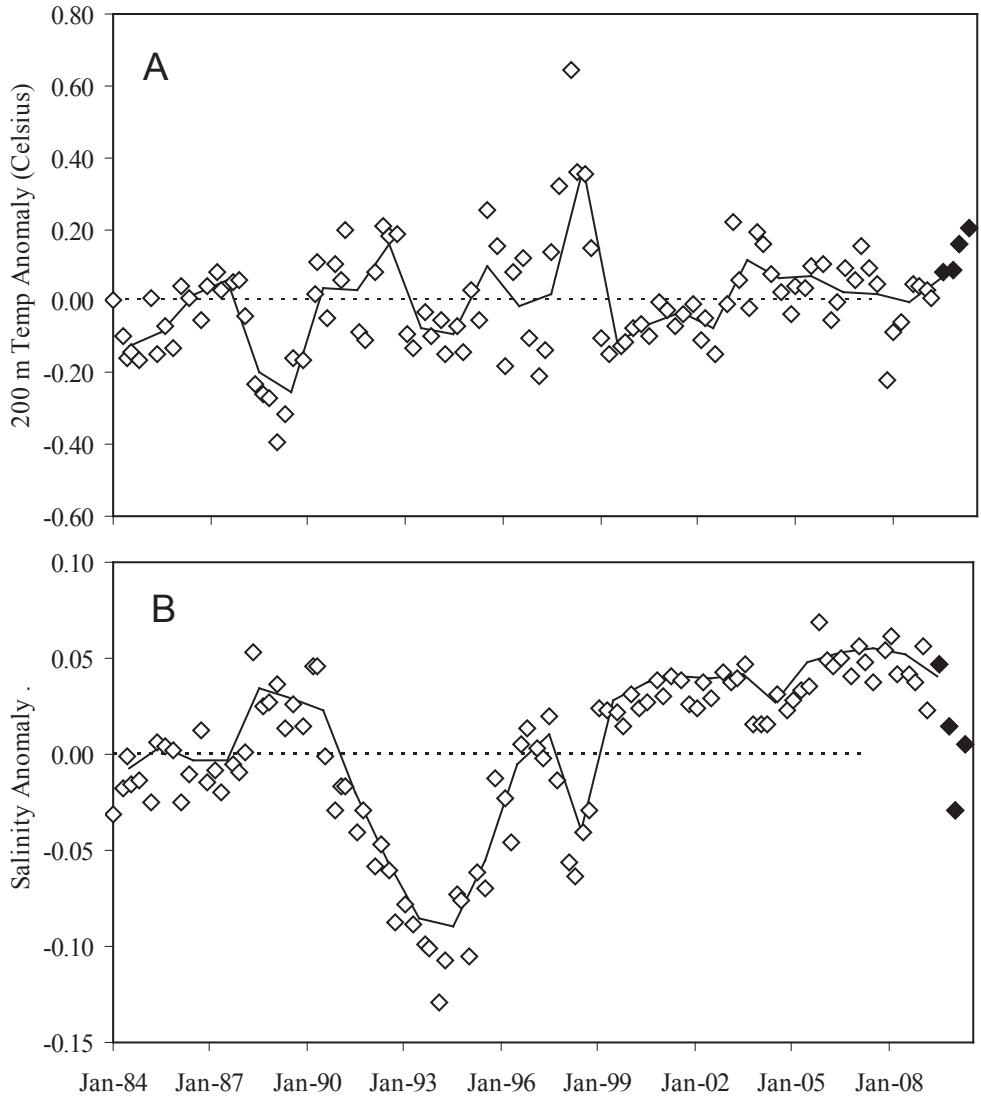 A
200 m Temp Anomaly (Celsius)
0.80
0.60
0.40
0.20
0.00
-0.20
-0.40
-0.60
B
Salinity Anomaly .
0.10
0.05
0.00
-0.05
-0.10
-0.15
Jan-84 Jan-87 Jan-90 Jan-93 Jan-96 Jan-99 Jan-02 Jan-05 Jan-08